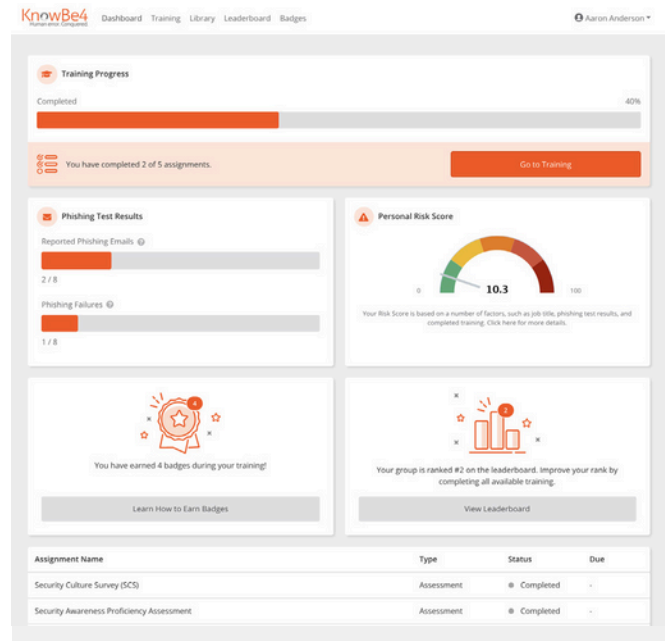 KnowBe4
Human error. Conquered.
Dashboard Training Library Leaderboard Badges
Aaron Anderson
Training Progress
Completed 40%
You have completed 2 of 5 assignments.
Go to Training
Phishing Test Results
Reported Phishing Emails
2 / 8
Phishing Failures
1 / 8
Personal Risk Score
0 10.3 100
Your Risk Score is based on a number of factors, such as job title, phishing test results, and
completed training. Click here for more details.
4
You have earned 4 badges during your training!
Learn How to Earn Badges
2
Your group is ranked #2 on the leaderboard. Improve your rank by
completing all available training.
View Leaderboard
Assignment Name Type Status Due
Security Culture Survey (SCS) Assessment Completed -
Security Awareness Proficiency Assessment Assessment Completed -